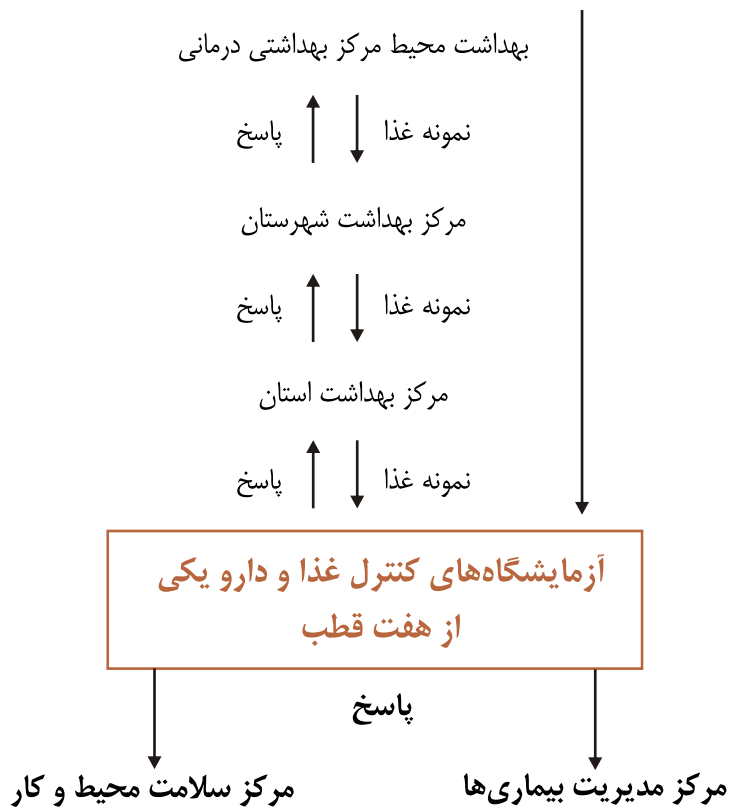 بهداشت محیط مرکز بهداشتی درمانی
نمونه غذا
پاسخ
مرکز بهداشت شهرستان
نمونه غذا
پاسخ
مرکز بهداشت استان
نمونه غذا
پاسخ
آزمایشگاه‌های کنترل غذا و دارو یکی
از هفت قطب
پاسخ
مرکز مدیریت بیماری‌ها
مرکز سلامت محیط و کار